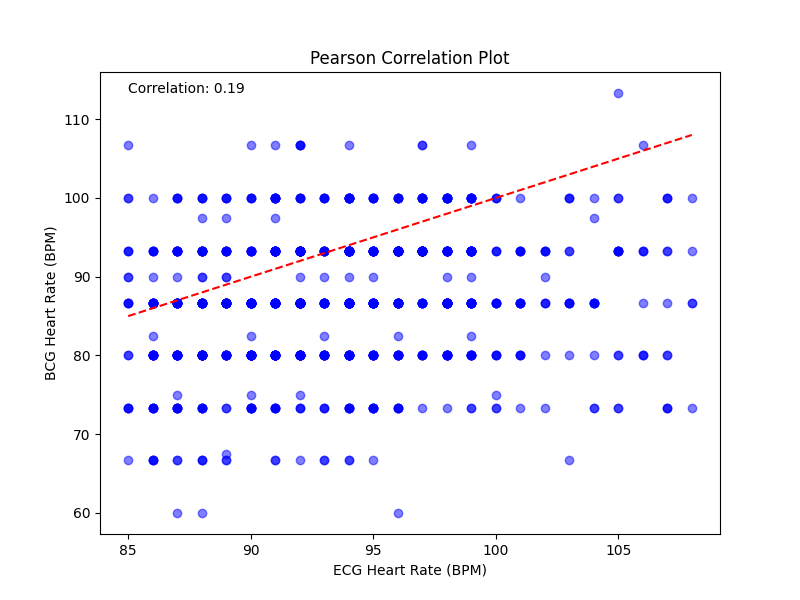 Pearson Correlation Plot
Correlation: 0.19
110
100
90
80
70
60
BCG Heart Rate (BPM)
85 90 95 100 105
ECG Heart Rate (BPM)